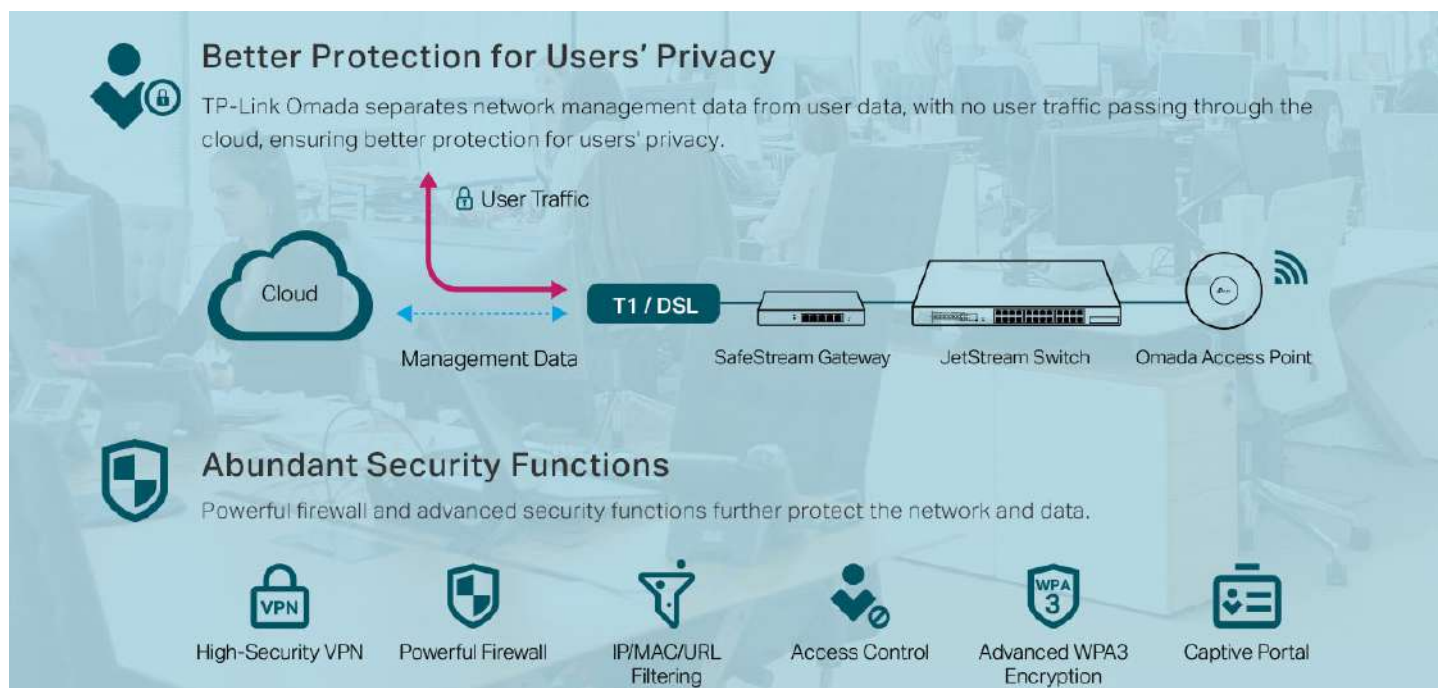 Better Protection for Users' Privacy
TP-Link Omada separates network management data from user data, with no user traffic passing through the
cloud, ensuring better protection for users' privacy.
User Traffic
Cloud
T1 / DSL
Management Data
SafeStream Gateway
JetStream Switch
Omada Access Point
Abundant Security Functions
Powerful firewall and advanced security functions further protect the network and data.
VPN
WPA
3
High-Security VPN
Powerful Firewall
IP/MAC/URL
Filtering
Access Control
Advanced WPA3
Encryption
Captive Portal